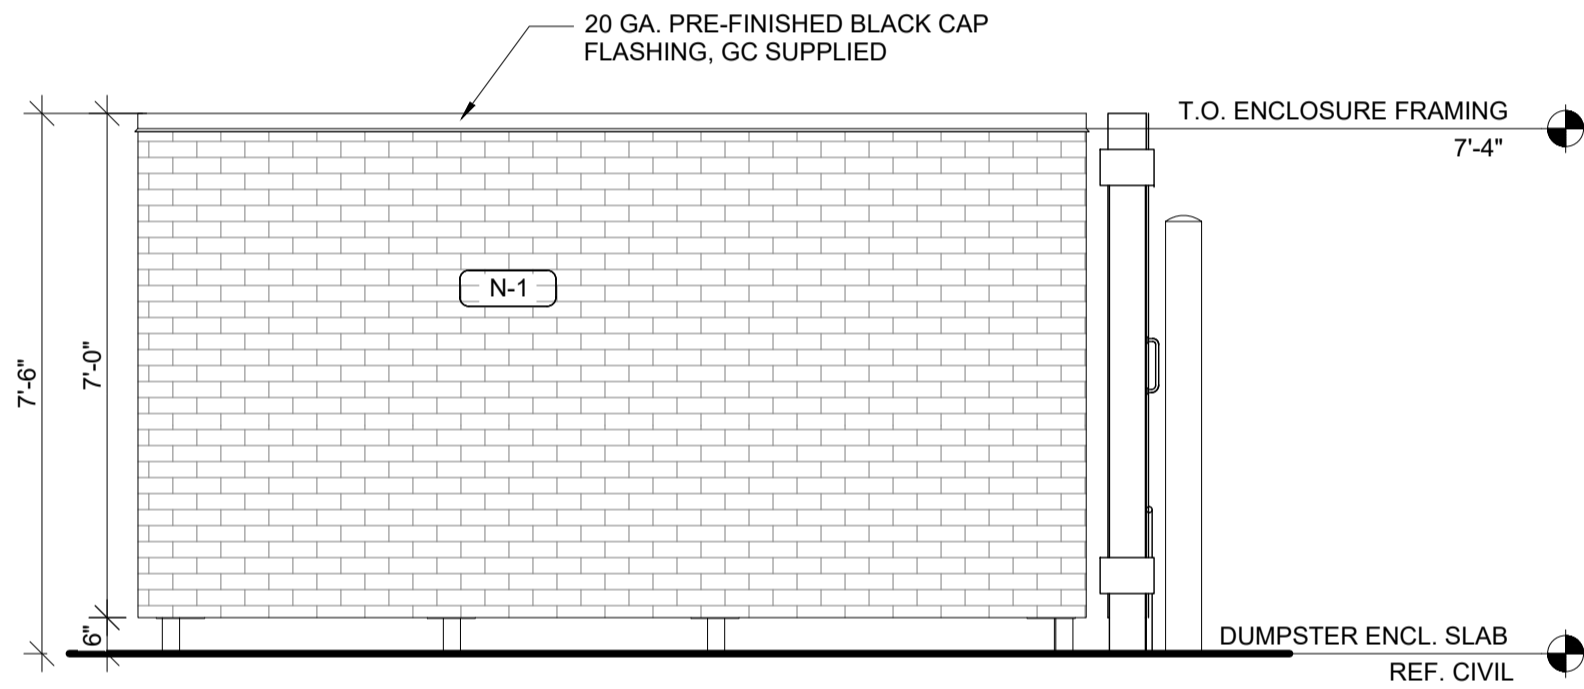 20 GA. PRE-FINISHED BLACK CAP
FLASHING, GC SUPPLIED
T.O. ENCLOSURE FRAMING
7'-4"
N-1
7'-6"
7'-0"
6"
DUMPSTER ENCL. SLAB
REF. CIVIL